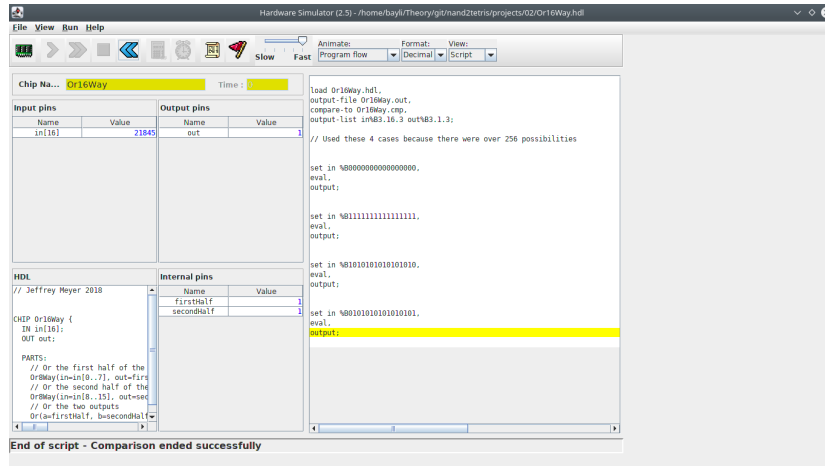 Hardware Simulator (2.5) - /home/bayli/Theory/git/nand2tetris/projects/02/Or16Way.hdl
File View Run Help
Slow Fast
Animate: Format: View:
Program flow Decimal Script
Chip Na... Or16Way Time :
Input pins
Name Value
in[16] 21845
Output pins
Name Value
out 1
HDL
// Jeffrey Meyer 2018
CHIP Or16Way {
IN in[16];
OUT out;
PARTS:
// Or the first half of the
Or8Way(in=in[0..7], out=firs
// Or the second half of the
Or8Way(in=in[8..15], out=sec
// Or the two outputs
Or(a=firstHalf, b=secondHalf
Internal pins
Name Value
firstHalf 1
secondHalf 1
load Or16Way.hdl,
output-file Or16Way.out,
compare-to Or16Way.cmp,
output-list in%B3.16.3 out%B3.1.3;
// Used these 4 cases because there were over 256 possibilities
set in %B0000000000000000,
eval,
output;
set in %B1111111111111111,
eval,
output;
set in %B1010101010101010,
eval,
output;
set in %B0101010101010101,
eval,
output;
End of script - Comparison ended successfully